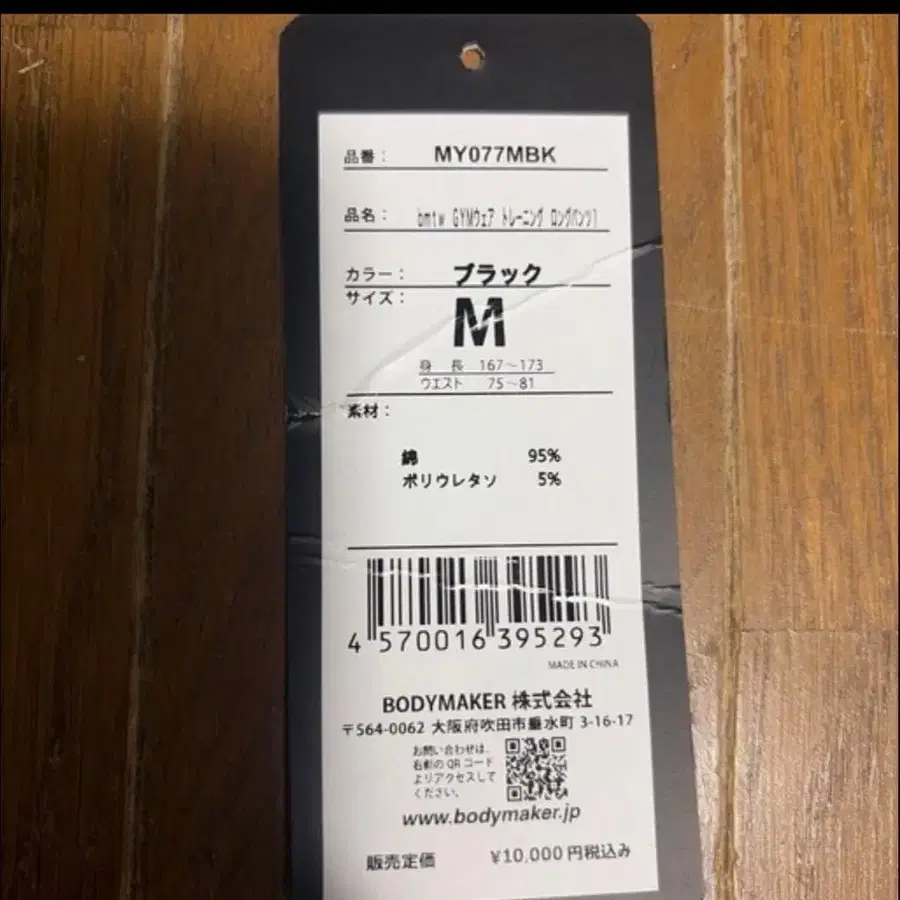 品番： MY077MBK
品名： bmtw GYMウェア トレーニング ロングパンツ1
カラー： ブラック
サイズ： M
身 長 167〜173
ウエスト 75〜81
素材：
綿 95%
ポリウレタン 5%
4 570016 395293
MADE IN CHINA
BODYMAKER 株式会社
〒564-0062 大阪府吹田市垂水町 3-16-17
お問い合わせは、
右側のQRコード
よりアクセスして
ください。
www.bodymaker.jp
販売定価 ¥10,000円税込み